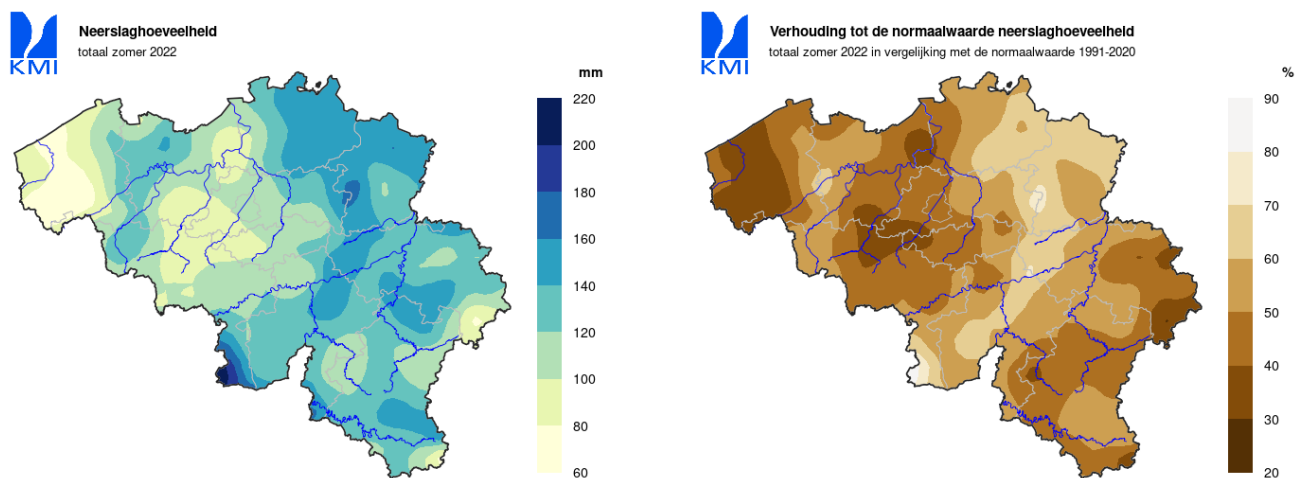 KMI
Neerslaghoeveelheid
totaal zomer 2022
mm
220
200
180
160
140
120
100
80
60
KMI
Verhouding tot de normaalwaarde neerslaghoeveelheid
totaal zomer 2022 in vergelijking met de normaalwaarde 1991-2020
%
90
80
70
60
50
40
30
20